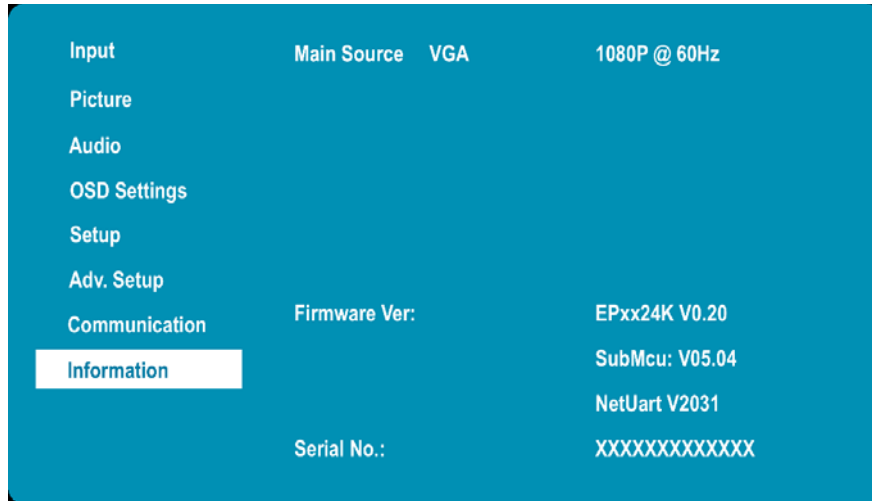 Input
Main Source VGA 1080P @ 60Hz
Picture
Audio
OSD Settings
Setup
Adv. Setup
Communication
Firmware Ver: EPxx24K V0.20
Information
SubMcu: V05.04
NetUart V2031
Serial No.: XXXXXXXXXXXXX